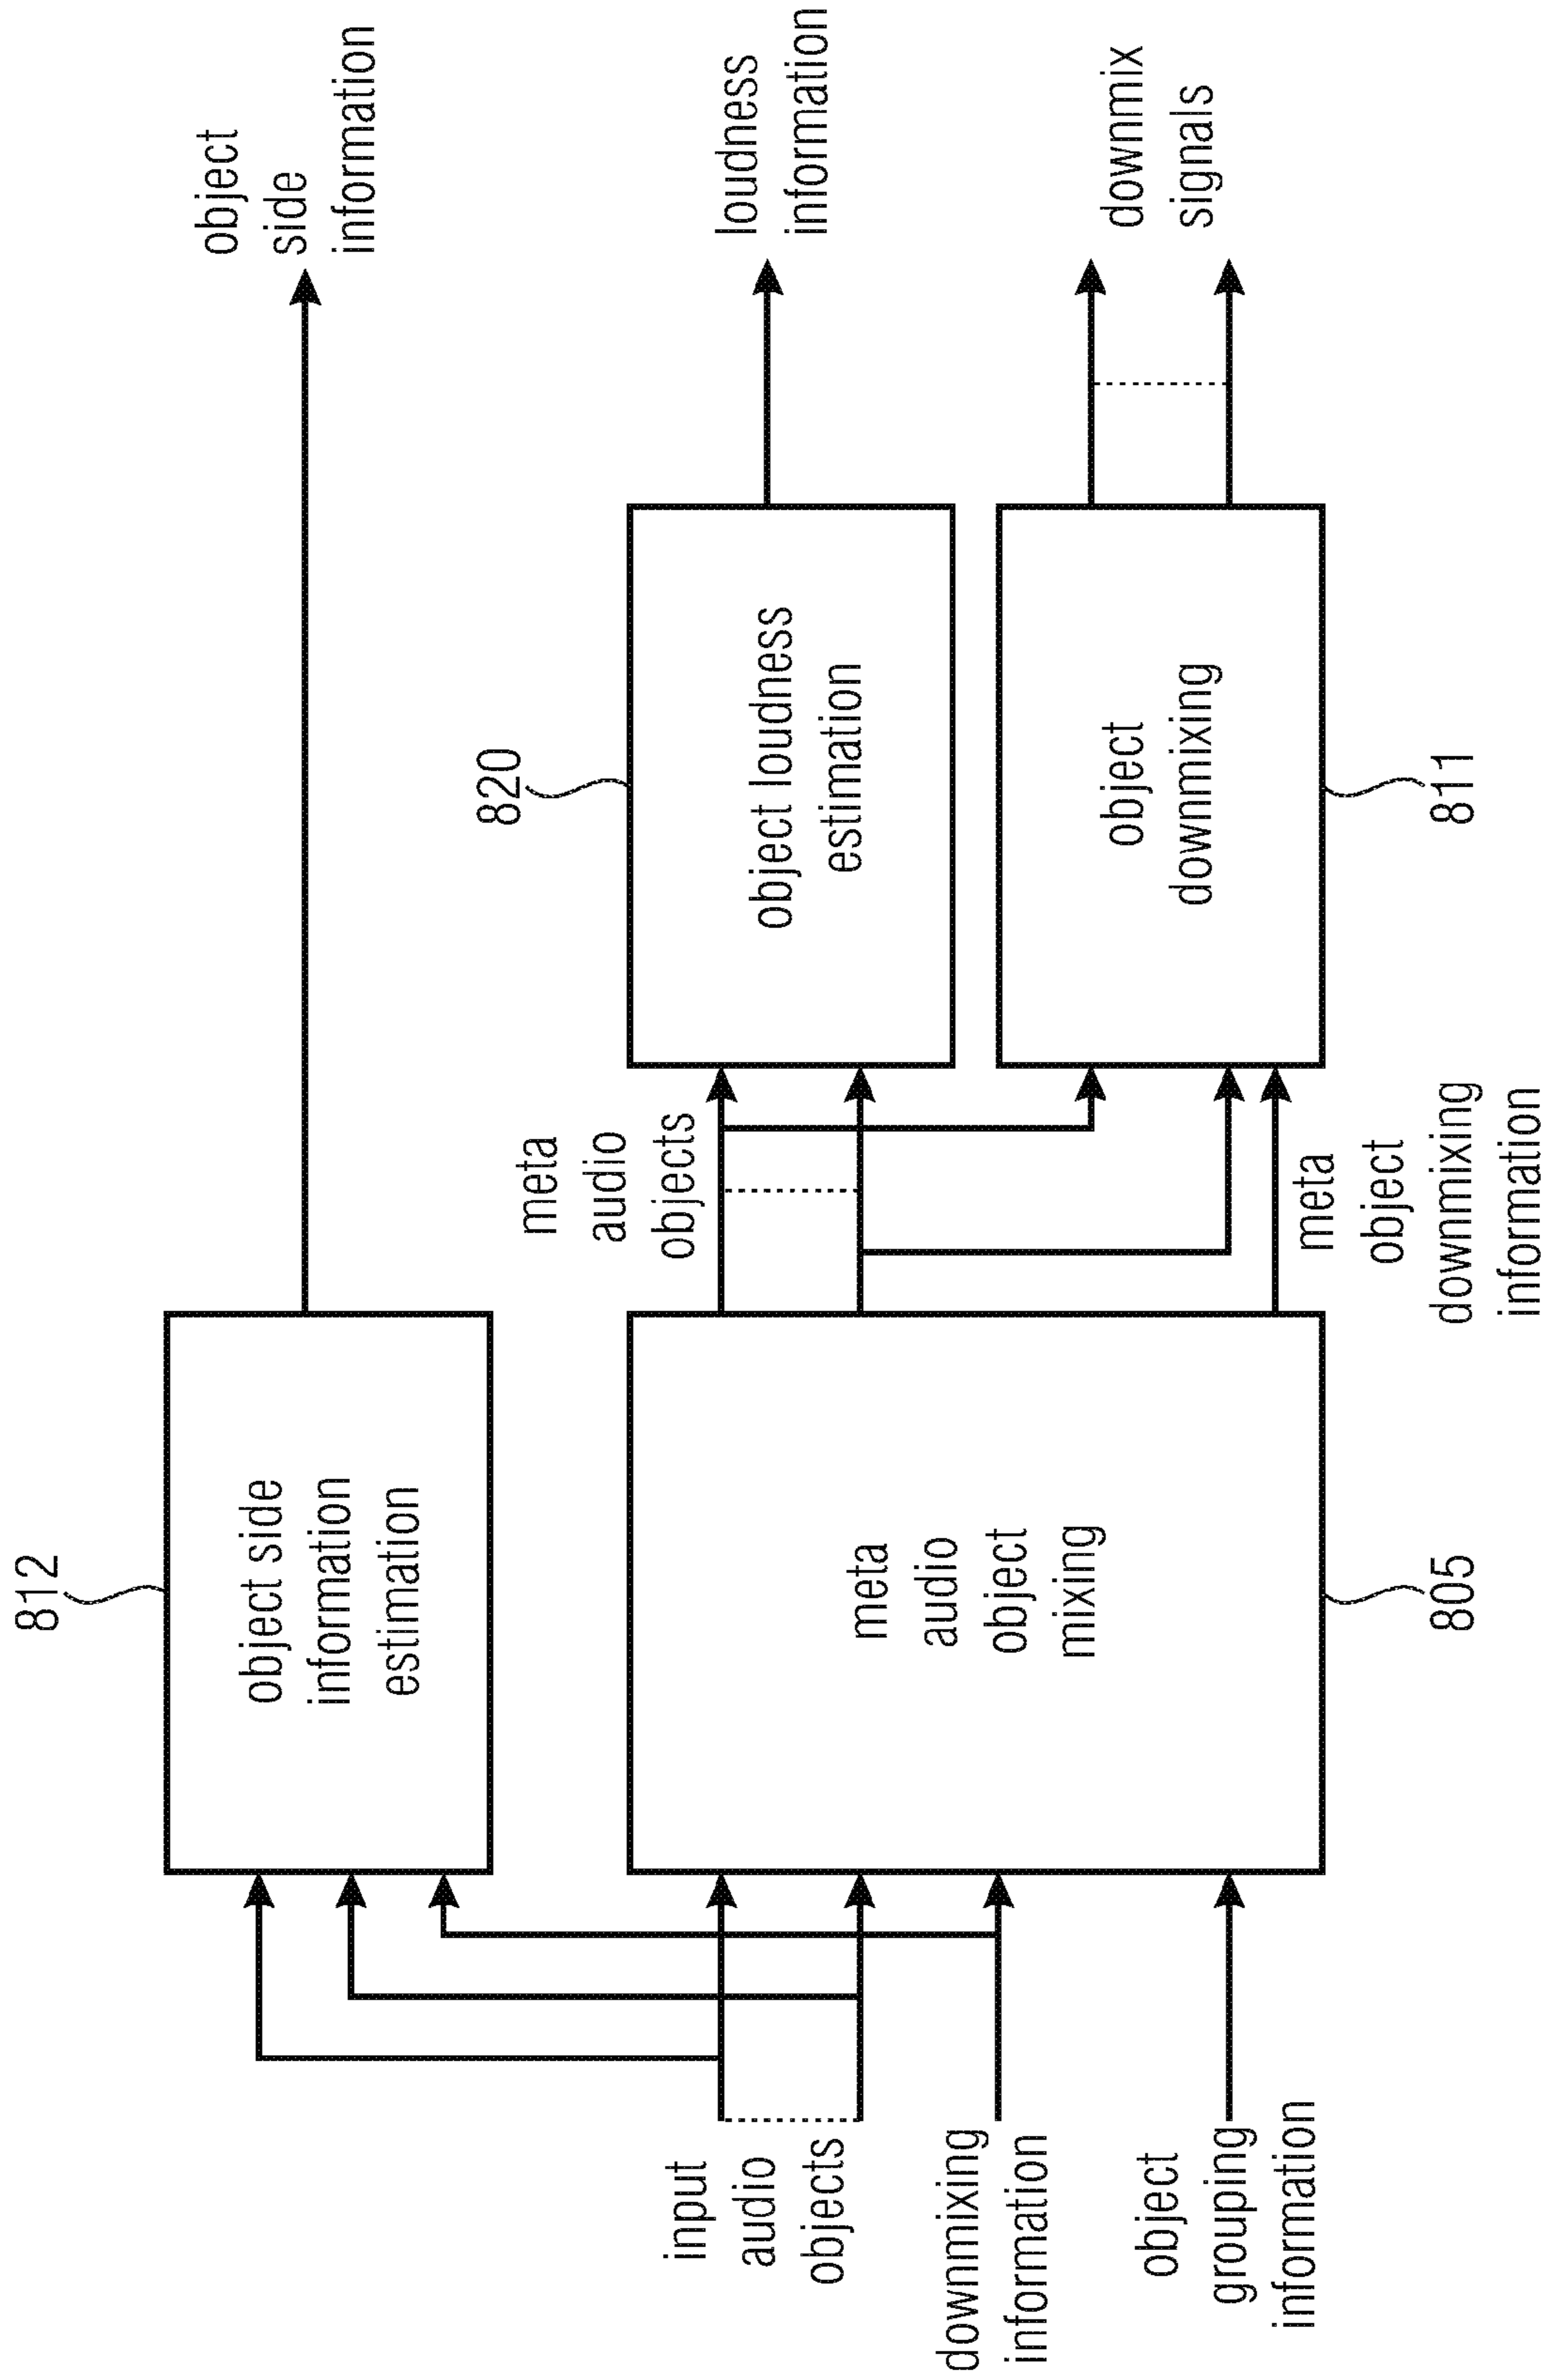 812
object side
information
estimation
object
side
information
input
audio
objects
downmixing
information
object
grouping
information
meta
audio
object
mixing
805
meta
audio
objects
meta
object
downmixing
information
820
object loudness
estimation
loudness
information
object
downmixing
811
downmix
signals